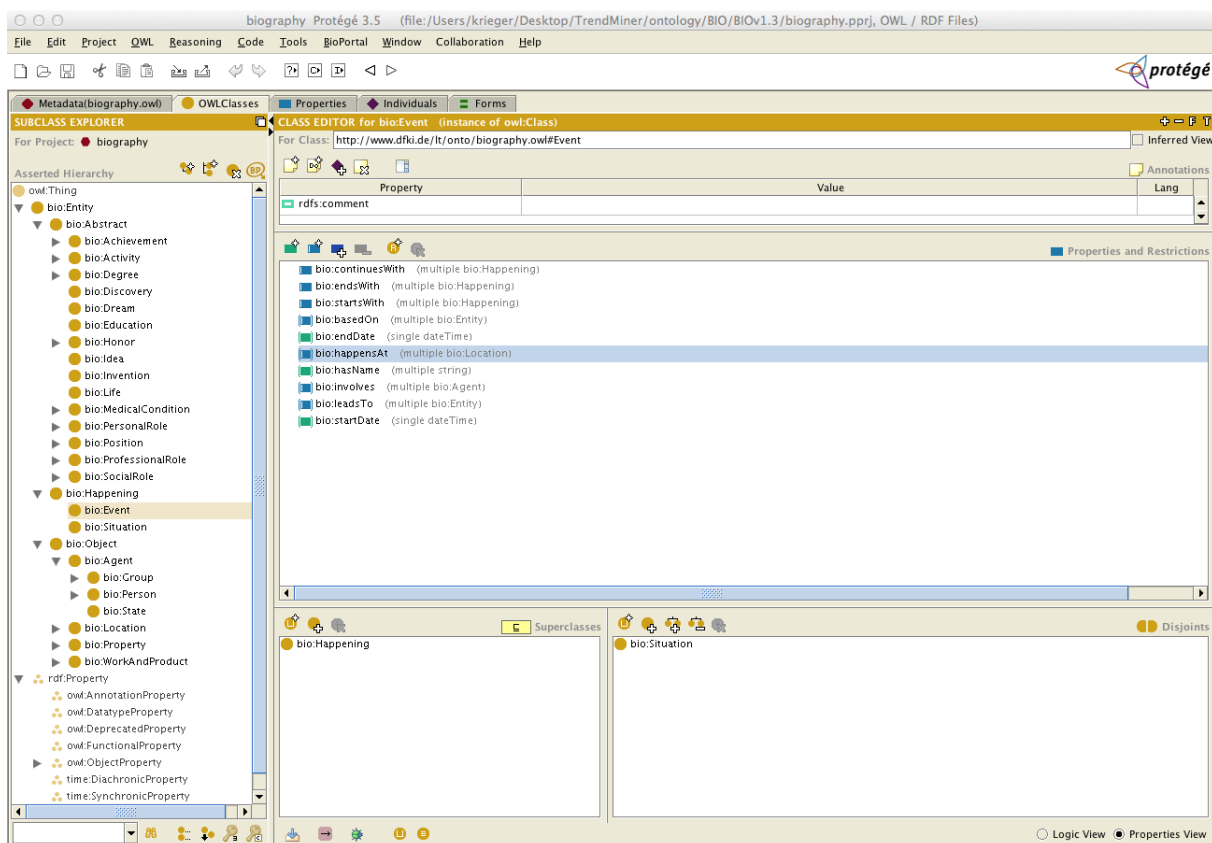 biography Protégé 3.5 (file:/Users/krieger/Desktop/TrendMiner/ontology/BIO/BIOv1.3/biography.pprj, OWL / RDF Files)
File Edit Project OWL Reasoning Code Tools BioPortal Window Collaboration Help
protégé
Metadata(biography.owl) OWLClasses Properties Individuals Forms
SUBCLASS EXPLORER
For Project: biography
Asserted Hierarchy
BP
owl:Thing
bio:Entity
bio:Abstract
bio:Achievement
bio:Activity
bio:Degree
bio:Discovery
bio:Dream
bio:Education
bio:Honor
bio:Idea
bio:Invention
bio:Life
bio:MedicalCondition
bio:PersonalRole
bio:Position
bio:ProfessionalRole
bio:SocialRole
bio:Happening
bio:Event
bio:Situation
bio:Object
bio:Agent
bio:Group
bio:Person
bio:State
bio:Location
bio:Property
bio:WorkAndProduct
rdf:Property
owl:AnnotationProperty
owl:DatatypeProperty
owl:DeprecatedProperty
owl:FunctionalProperty
owl:ObjectProperty
time:DiachronicProperty
time:SynchronicProperty
CLASS EDITOR for bio:Event (instance of owl:Class)
For Class: http://www.dfki.de/lt/onto/biography.owl#Event
Inferred View
Annotations
Property Value Lang
rdfs:comment
Properties and Restrictions
bio:continuesWith (multiple bio:Happening)
bio:endsWith (multiple bio:Happening)
bio:startsWith (multiple bio:Happening)
bio:basedOn (multiple bio:Entity)
bio:endDate (single dateTime)
bio:happensAt (multiple bio:Location)
bio:hasName (multiple string)
bio:involves (multiple bio:Agent)
bio:leadsTo (multiple bio:Entity)
bio:startDate (single dateTime)
Superclasses
bio:Happening
Disjoints
bio:Situation
Logic View Properties View